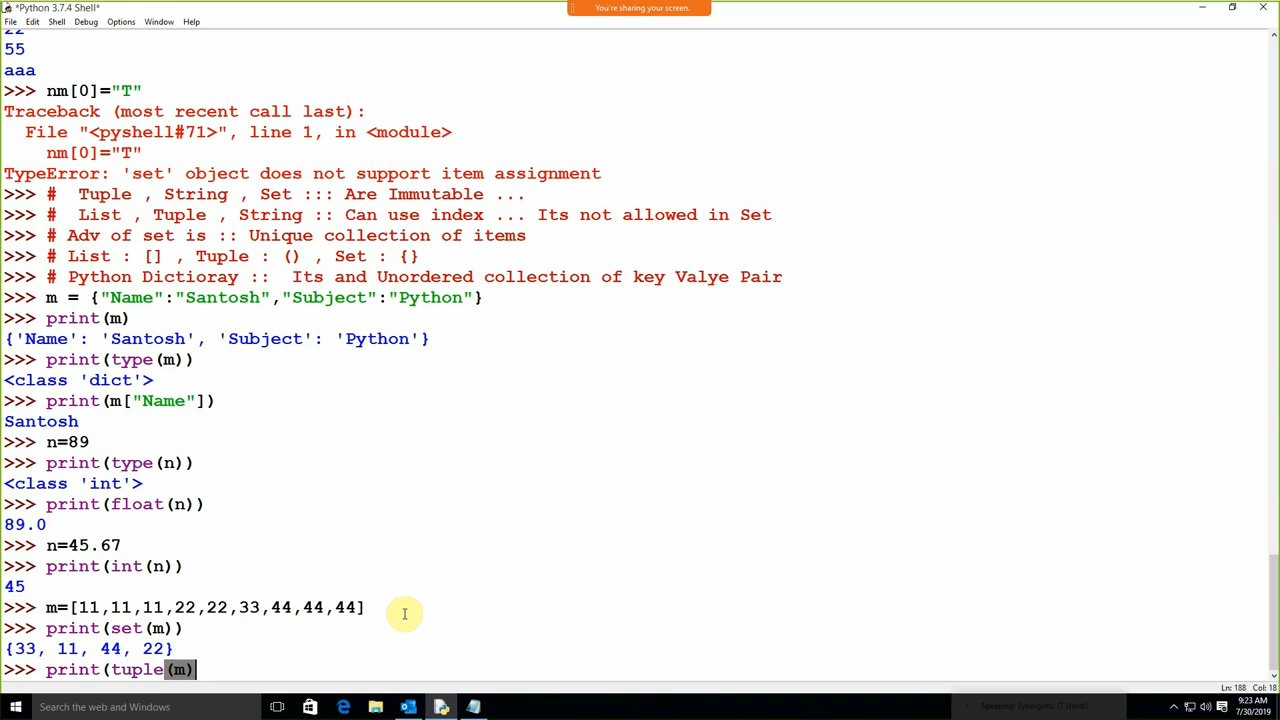 *Python 3.7.4 Shell*
You're sharing your screen.
File Edit Shell Debug Options Window Help
22
55
aaa
>>> nm[0]="T"
Traceback (most recent call last):
  File "<pyshell#71>", line 1, in <module>
    nm[0]="T"
TypeError: 'set' object does not support item assignment
>>> #  Tuple , String , Set ::: Are Immutable ...
>>> #  List , Tuple , String :: Can use index ... Its not allowed in Set
>>> # Adv of set is :: Unique collection of items
>>> # List : [] , Tuple : () , Set : {}
>>> # Python Dictioray ::  Its and Unordered collection of key Valye Pair
>>> m = {"Name":"Santosh","Subject":"Python"}
>>> print(m)
{'Name': 'Santosh', 'Subject': 'Python'}
>>> print(type(m))
<class 'dict'>
>>> print(m["Name"])
Santosh
>>> n=89
>>> print(type(n))
<class 'int'>
>>> print(float(n))
89.0
>>> n=45.67
>>> print(int(n))
45
>>> m=[11,11,11,22,22,33,44,44,44]
>>> print(set(m))
{33, 11, 44, 22}
>>> print(tuple(m)
Ln: 188 Col: 18
Search the web and Windows
Speaking: Synergetic IT (Host)
9:23 AM
7/30/2019